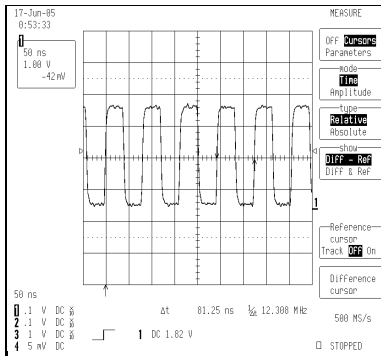 17-Jun-05
0:53:33
1
50 ns
1.00 V
-42mV
MEASURE
OFF Cursors
Parameters
mode
Time
Amplitude
type
Relative
Absolute
show
Diff - Ref
Diff & Ref
1
Reference
cursor
Track Off On
Difference
cursor
50 ns
Δt 81.25 ns 1/Δt 12.308 MHz
1 .1 V DC
2 .1 V DC
3 1 V DC
4 5 mV DC
1 DC 1.82 V
500 MS/s
STOPPED